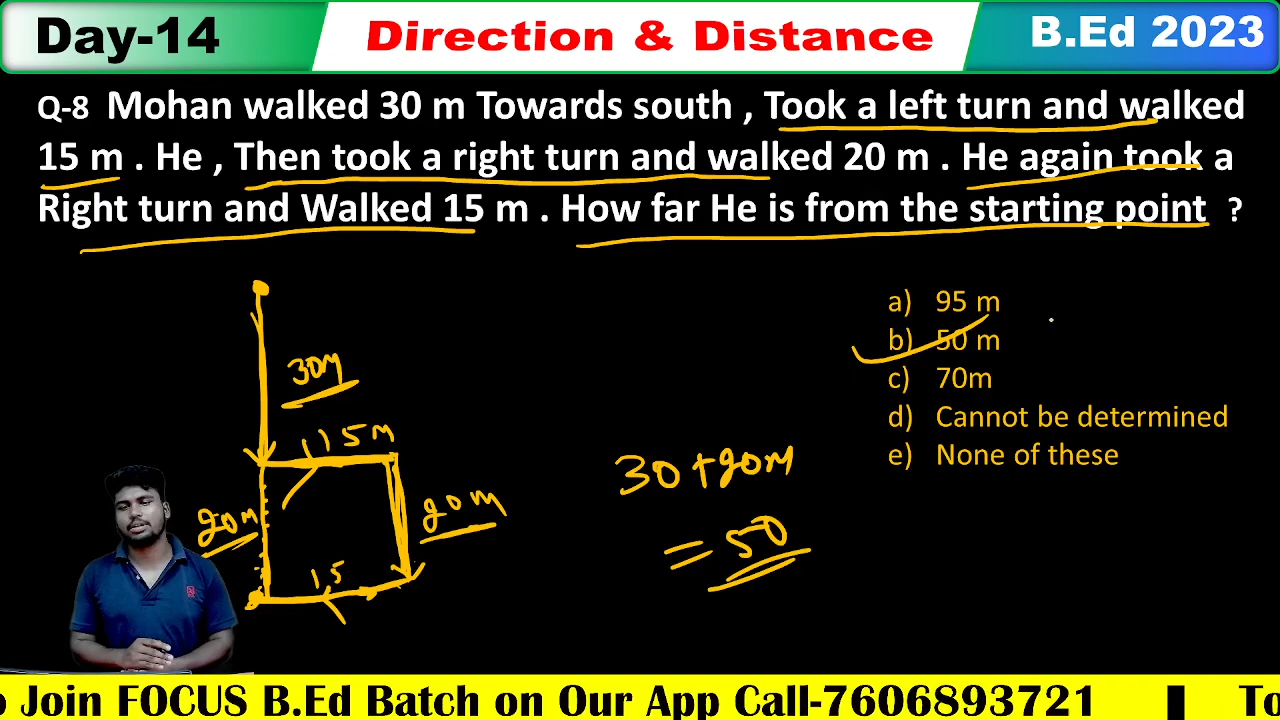 Day-14
Direction & Distance
B.Ed 2023
Q-8 Mohan walked 30 m Towards south , Took a left turn and walked
15 m . He , Then took a right turn and walked 20 m . He again took a
Right turn and Walked 15 m . How far He is from the starting point ?
a) 95 m
b) 50 m
c) 70m
d) Cannot be determined
e) None of these
30m
15m
20m
20m
15
30+20m
=50
Join FOCUS B.Ed Batch on Our App Call-7606893721
To